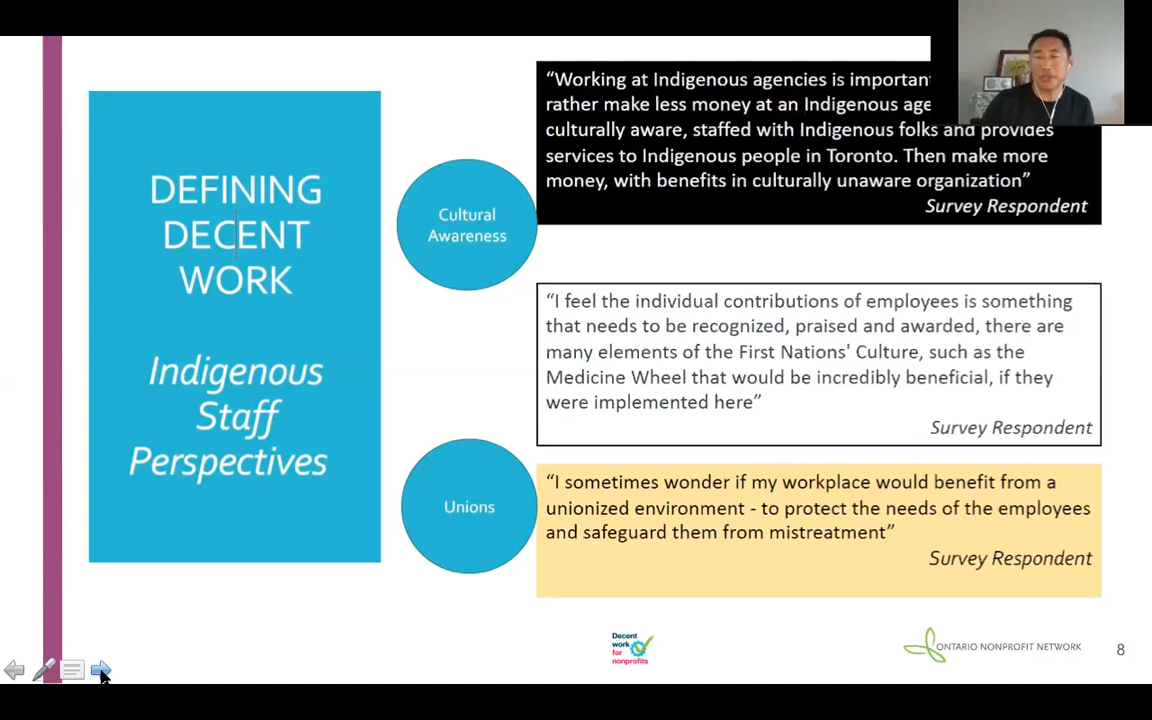 DEFINING
DECENT
WORK
Indigenous
Staff
Perspectives
Cultural
Awareness
“Working at Indigenous agencies is important
rather make less money at an Indigenous age
culturally aware, staffed with Indigenous folks and provides
services to Indigenous people in Toronto. Then make more
money, with benefits in culturally unaware organization”
Survey Respondent
“I feel the individual contributions of employees is something
that needs to be recognized, praised and awarded, there are
many elements of the First Nations' Culture, such as the
Medicine Wheel that would be incredibly beneficial, if they
were implemented here”
Survey Respondent
Unions
“I sometimes wonder if my workplace would benefit from a
unionized environment - to protect the needs of the employees
and safeguard them from mistreatment”
Survey Respondent
Decent
work
for
nonprofits
ONTARIO NONPROFIT NETWORK
8